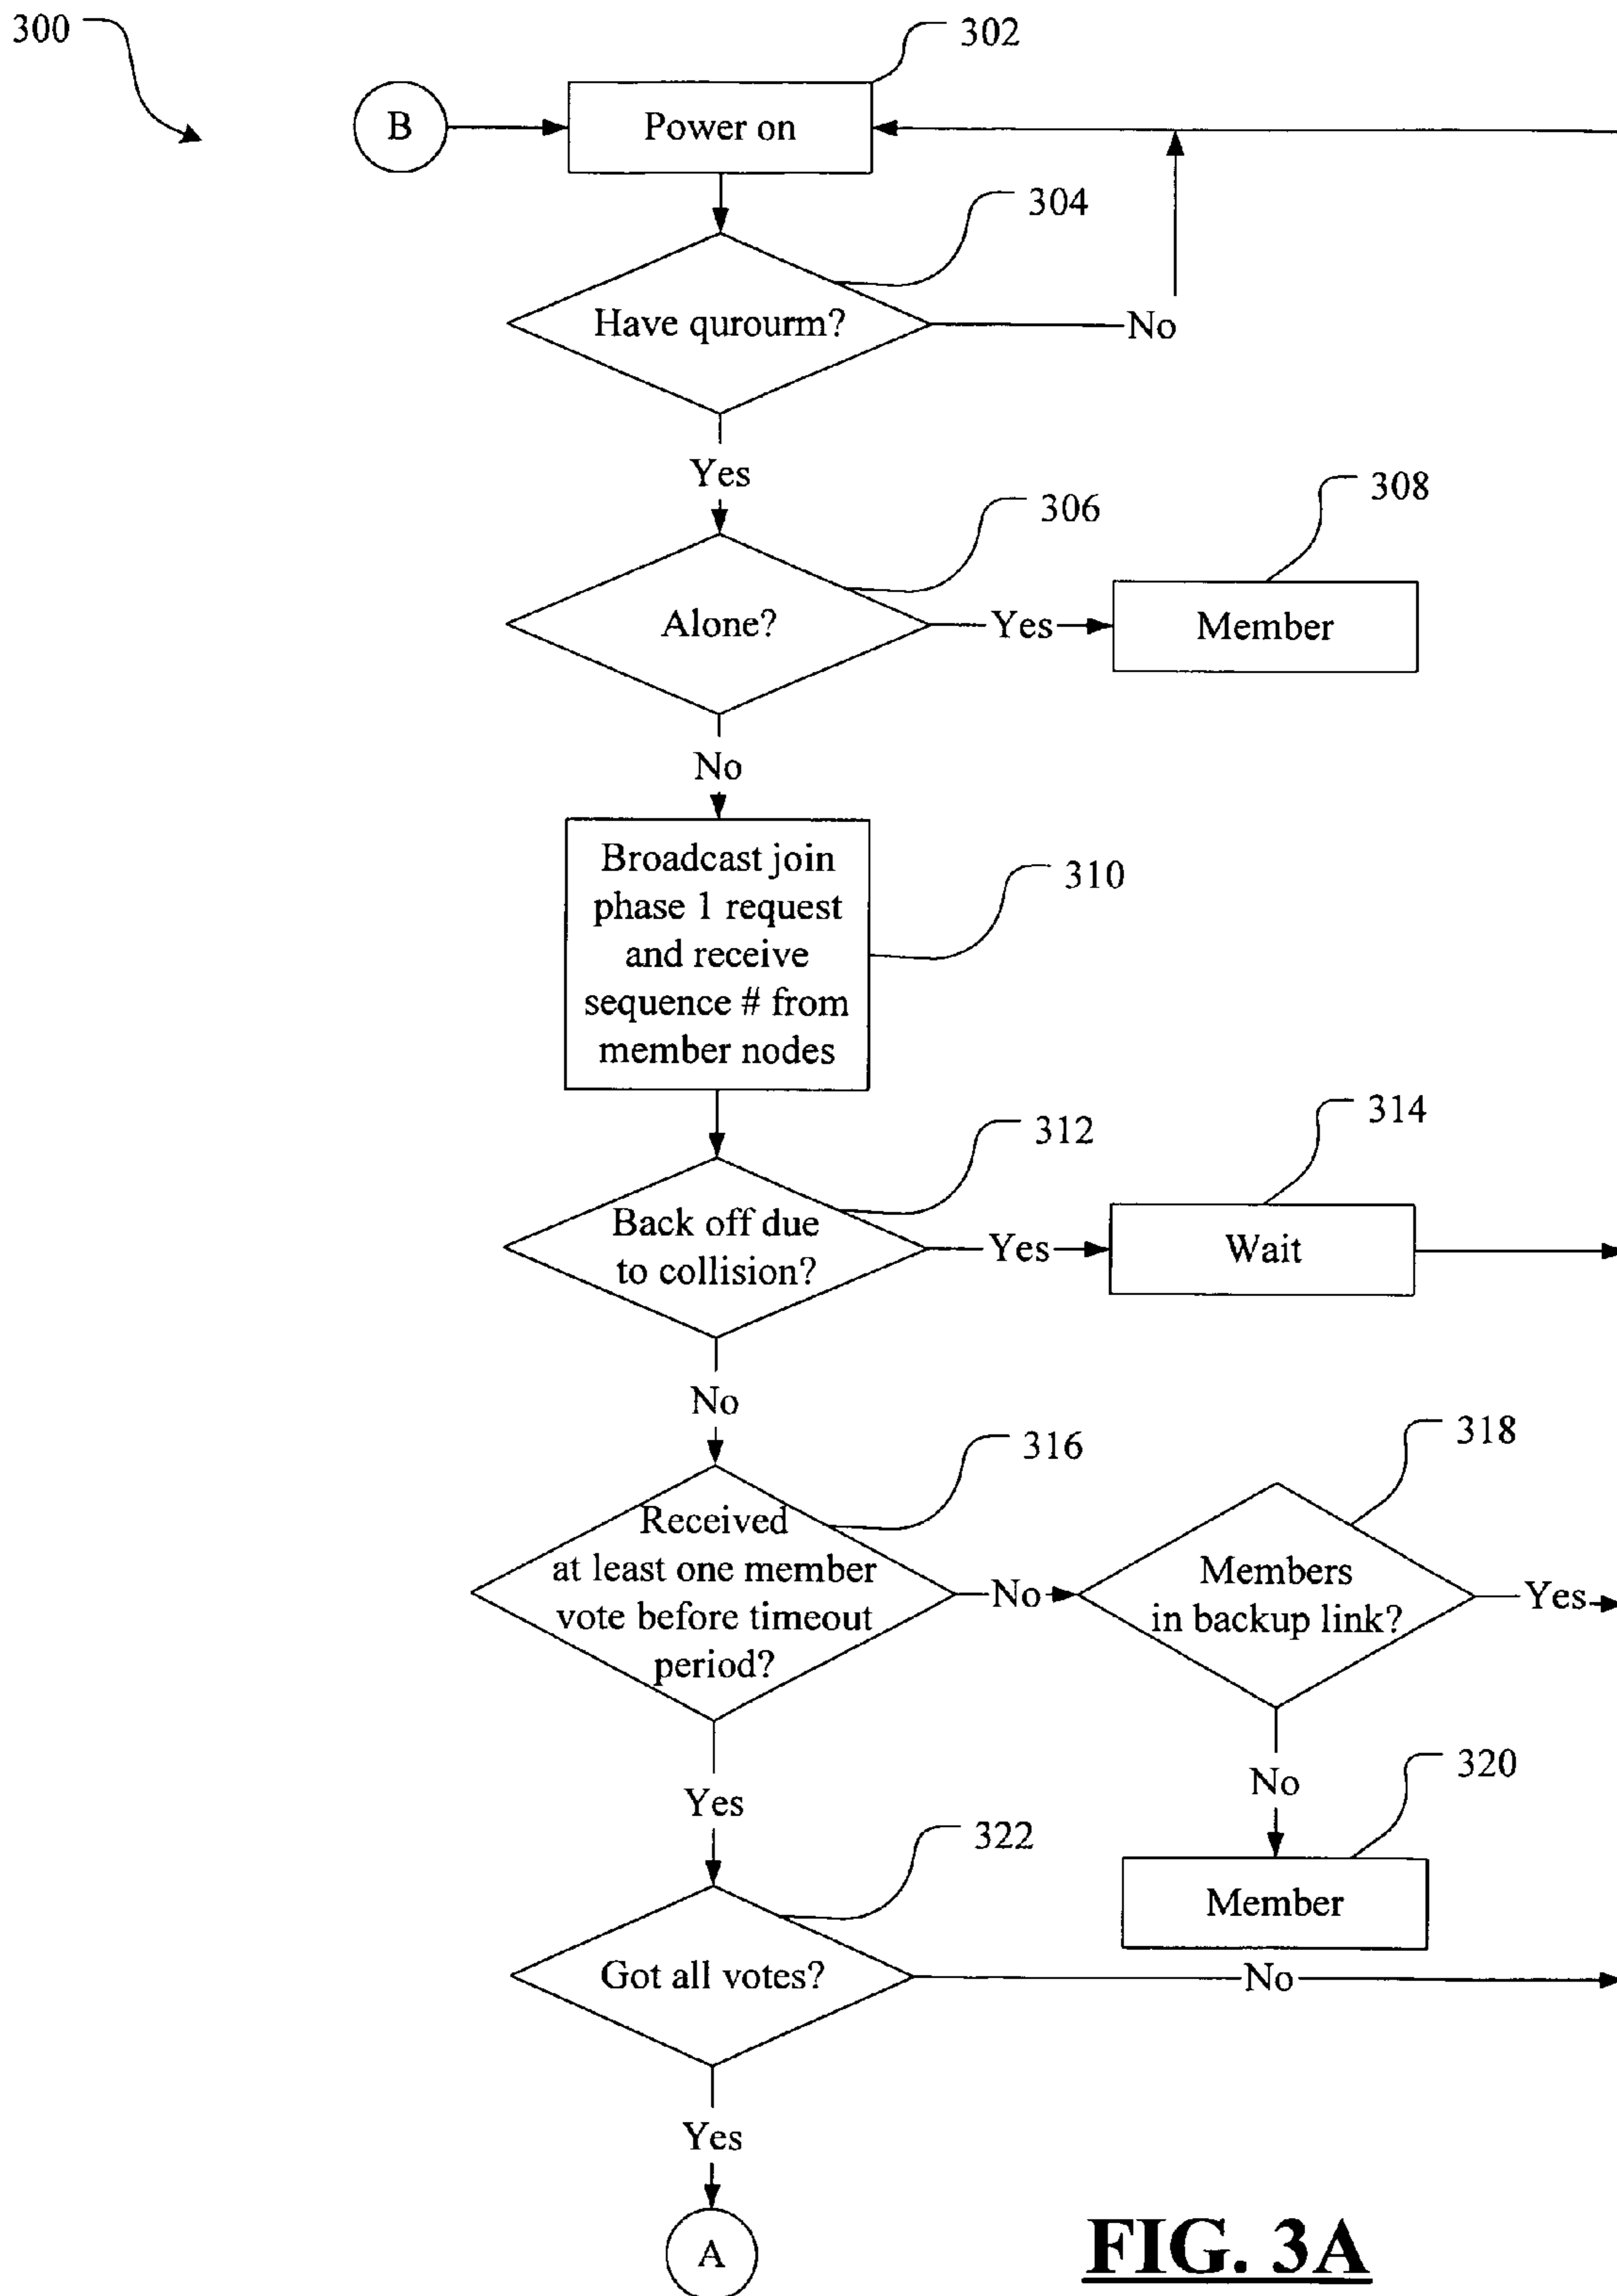 300
302
B
Power on
304
Have qurourm?
No
Yes
306
308
Alone?
Yes
Member
No
Broadcast join
phase 1 request
and receive
sequence # from
member nodes
310
312
314
Back off due
to collision?
Yes
Wait
No
316
318
Received
at least one member
vote before timeout
period?
No
Members
in backup link?
Yes
Yes
No
320
322
Member
Got all votes?
No
Yes
A
FIG. 3A